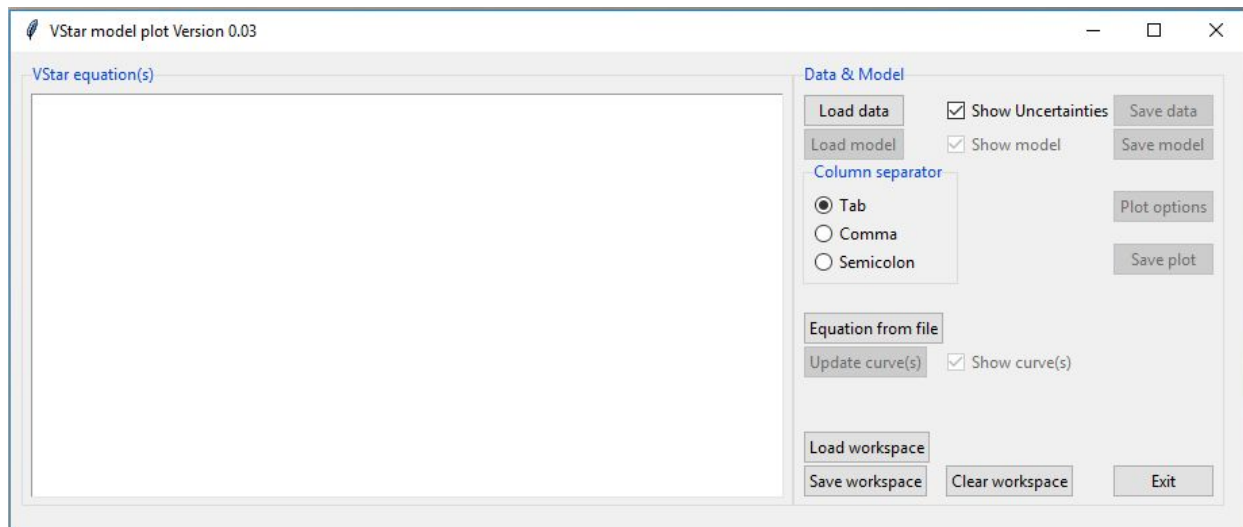 VStar model plot Version 0.03
VStar equation(s)
Data & Model
Load data
Show Uncertainties
Save data
Load model
Show model
Save model
Column separator
Tab
Plot options
Comma
Semicolon
Save plot
Equation from file
Update curve(s)
Show curve(s)
Load workspace
Save workspace
Clear workspace
Exit